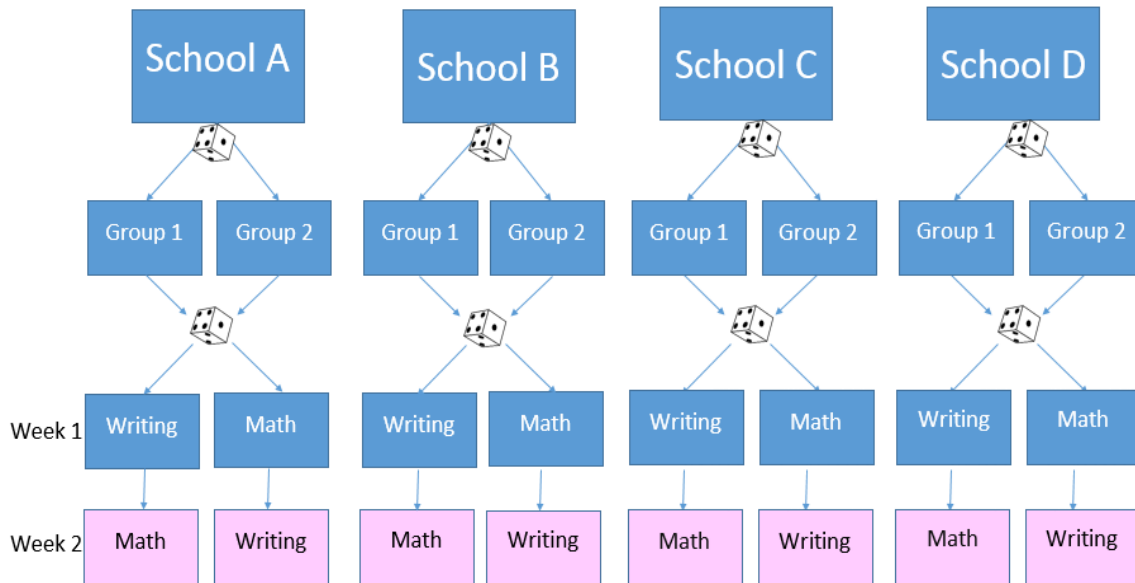 School A School B School C School D
Group 1 Group 2 Group 1 Group 2 Group 1 Group 2 Group 1 Group 2
Week 1 Writing Math Writing Math Writing Math Writing Math
Week 2 Math Writing Math Writing Math Writing Math Writing